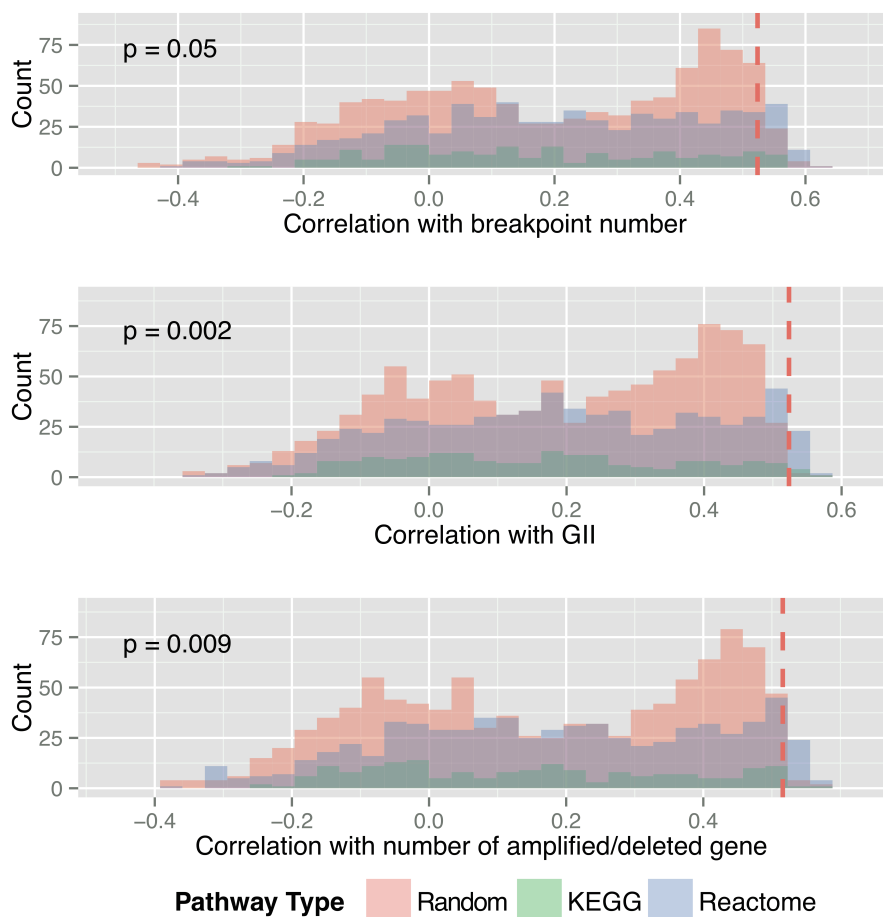 p = 0.05
Count
75
50
25
0
−0.4 −0.2 0.0 0.2 0.4 0.6
Correlation with breakpoint number
p = 0.002
Count
75
50
25
0
−0.2 0.0 0.2 0.4 0.6
Correlation with GII
p = 0.009
Count
75
50
25
0
−0.4 −0.2 0.0 0.2 0.4
Correlation with number of amplified/deleted gene
Pathway Type Random KEGG Reactome